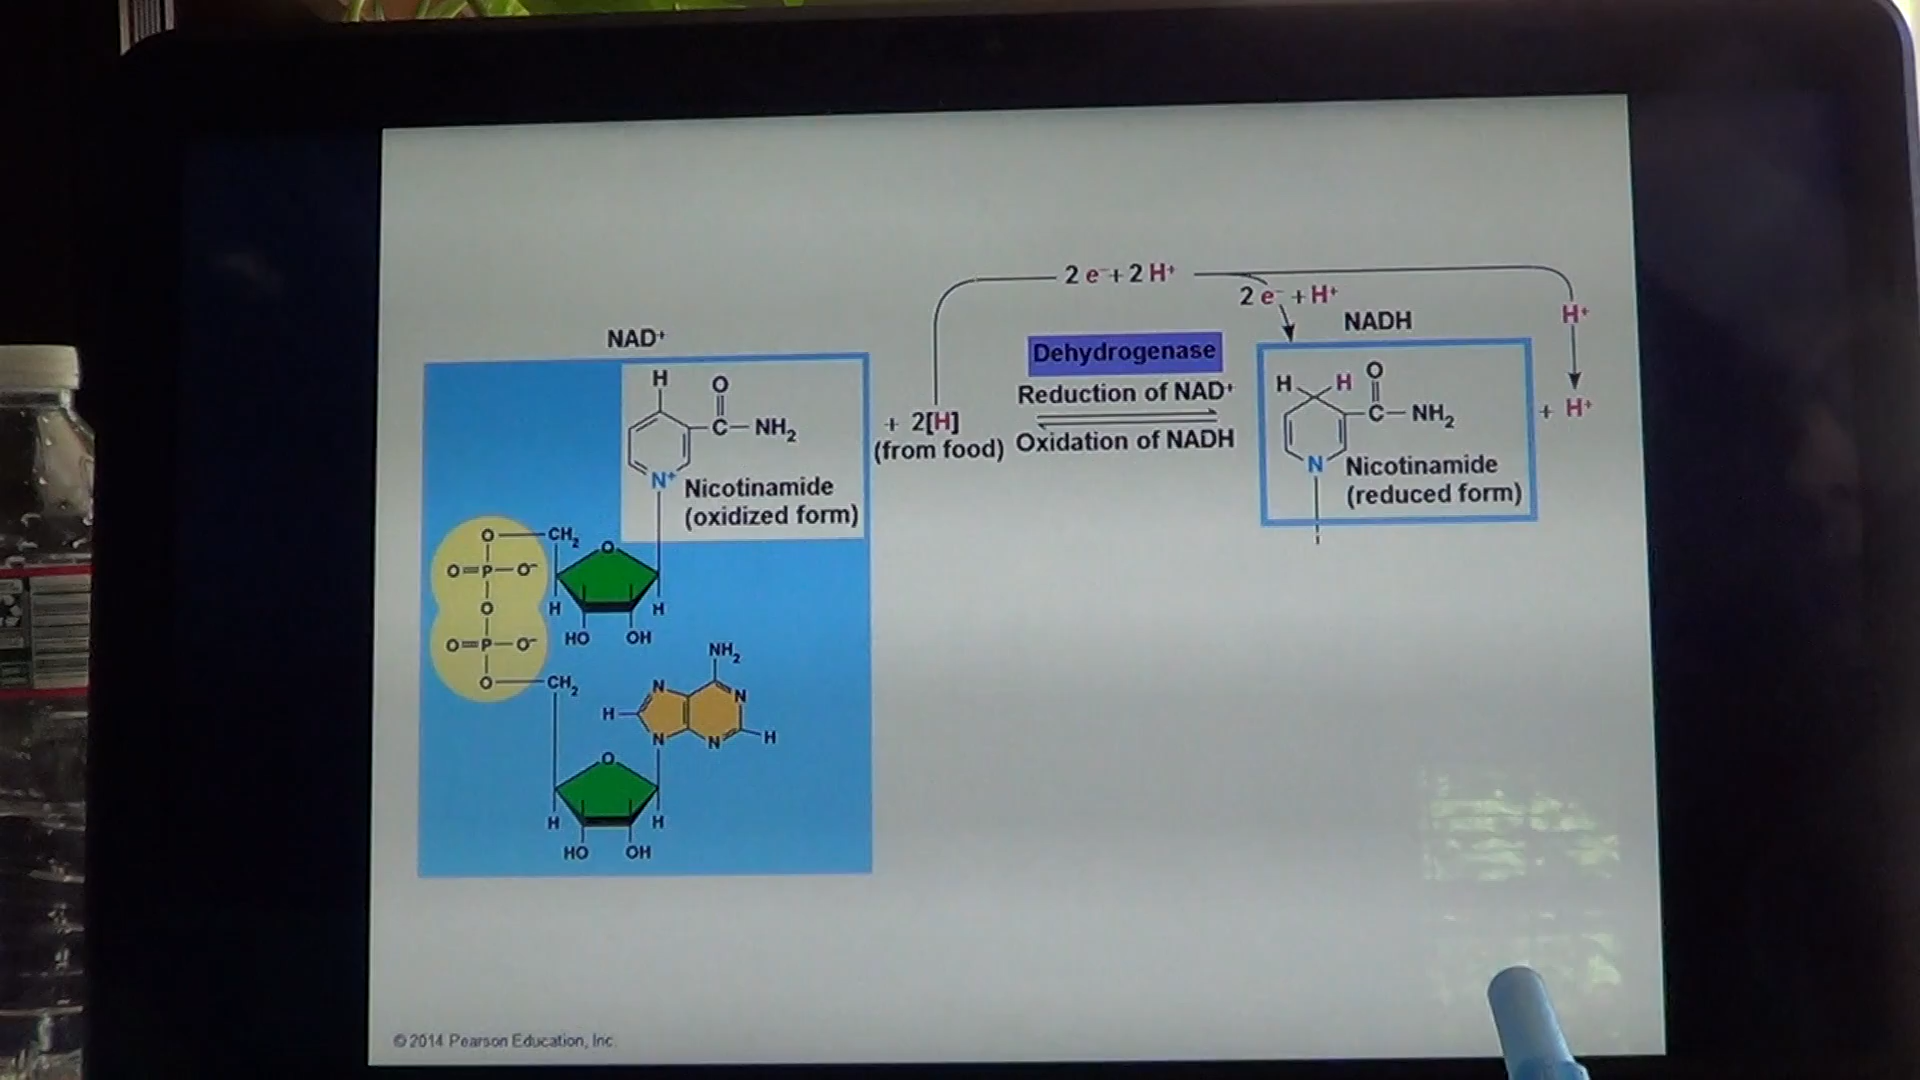 2 e⁻ + 2 H⁺
2 e⁻ + H⁺
H⁺
NAD⁺
NADH
Dehydrogenase
Reduction of NAD⁺
Oxidation of NADH
+ 2[H]
(from food)
H
O
C
NH₂
N⁺
Nicotinamide
(oxidized form)
H
H
O
C
NH₂
N
Nicotinamide
(reduced form)
+ H⁺
O
CH₂
O
O=P—O⁻
O
H
H
HO
OH
O=P—O⁻
O
CH₂
NH₂
N
N
H
N
N
H
O
H
H
HO
OH
© 2014 Pearson Education, Inc.